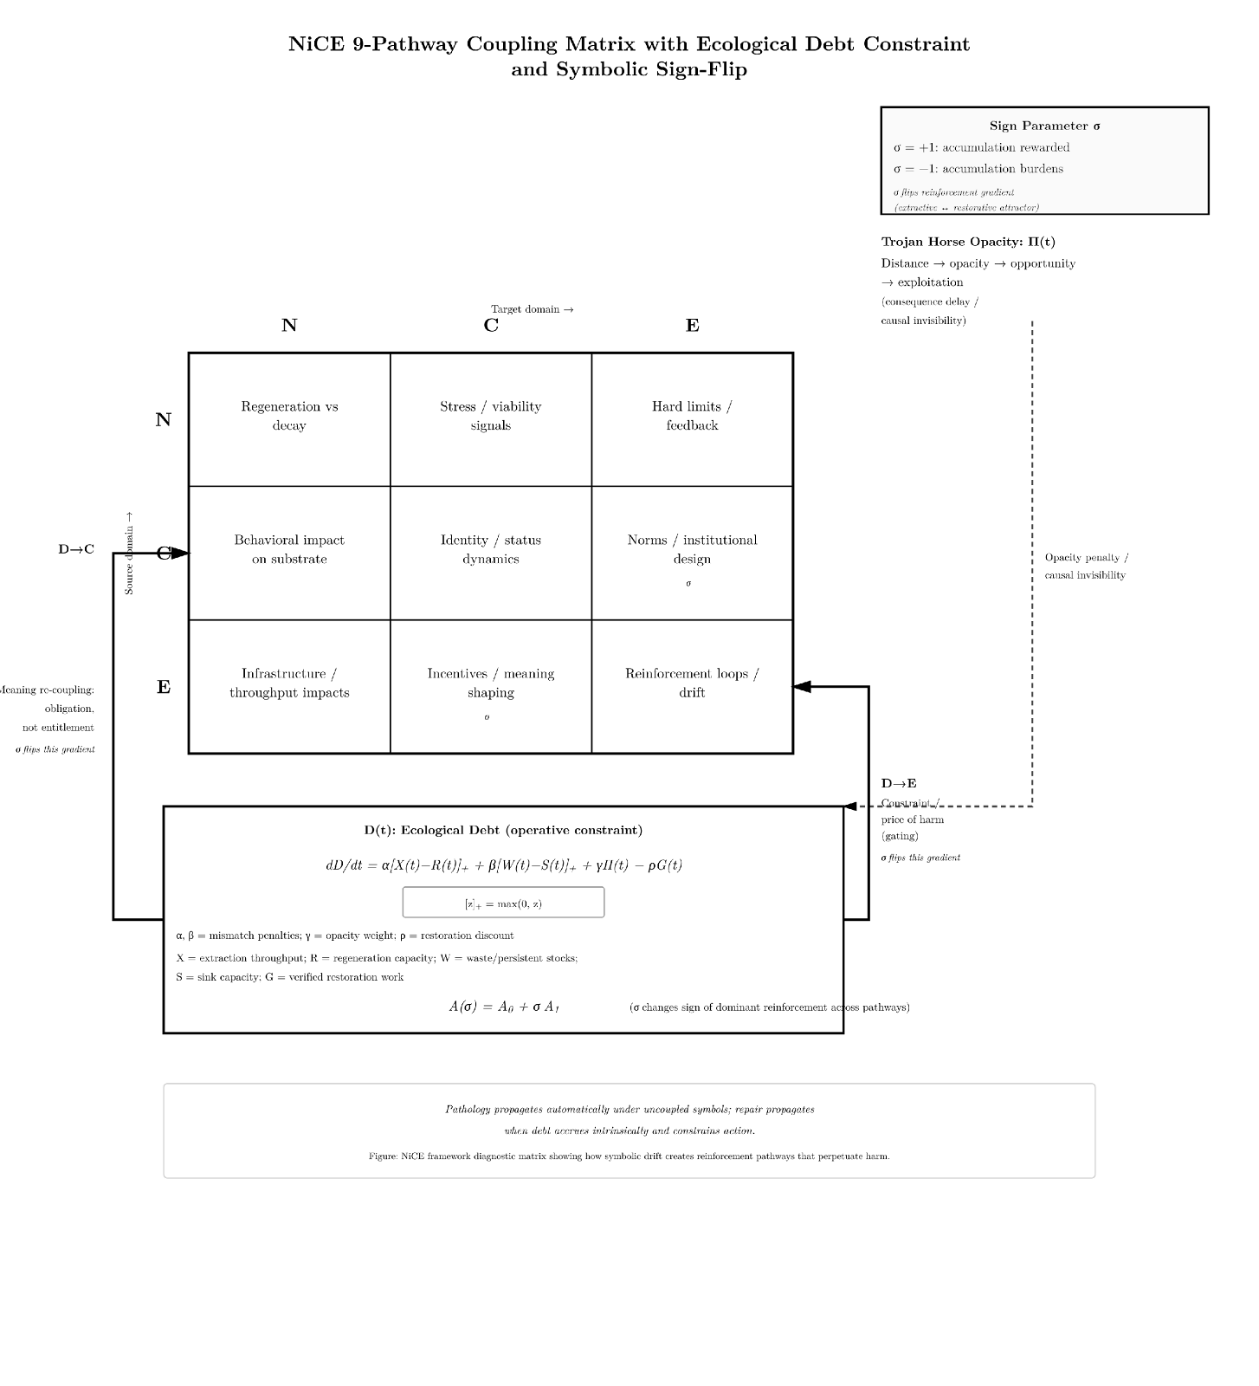 NiCE 9-Pathway Coupling Matrix with Ecological Debt Constraint
and Symbolic Sign-Flip
Sign Parameter σ
σ = +1: accumulation rewarded
σ = −1: accumulation burdens
σ flips reinforcement gradient
(extractive ↔ restorative attractor)
Trojan Horse Opacity: Π(t)
Distance → opacity → opportunity
→ exploitation
(consequence delay /
causal invisibility)
Target domain →
N
C
E
N
Regeneration vs
decay
Stress / viability
signals
Hard limits /
feedback
Source domain →
D→C
C
Behavioral impact
on substrate
Identity / status
dynamics
Norms / institutional
design
σ
Opacity penalty /
causal invisibility
E
Infrastructure /
throughput impacts
Incentives / meaning
shaping
σ
Reinforcement loops /
drift
Meaning re-coupling:
obligation,
not entitlement
σ flips this gradient
D→E
Constraint /
price of harm
(gating)
σ flips this gradient
D(t): Ecological Debt (operative constraint)
dD/dt = α[X(t)−R(t)]₊ + β[W(t)−S(t)]₊ + γΠ(t) − ρG(t)
[z]₊ = max(0, z)
α, β = mismatch penalties; γ = opacity weight; ρ = restoration discount
X = extraction throughput; R = regeneration capacity; W = waste/persistent stocks;
S = sink capacity; G = verified restoration work
A(σ) = A₀ + σ A₁ (σ changes sign of dominant reinforcement across pathways)
Pathology propagates automatically under uncoupled symbols; repair propagates
when debt accrues intrinsically and constrains action.
Figure: NiCE framework diagnostic matrix showing how symbolic drift creates reinforcement pathways that perpetuate harm.